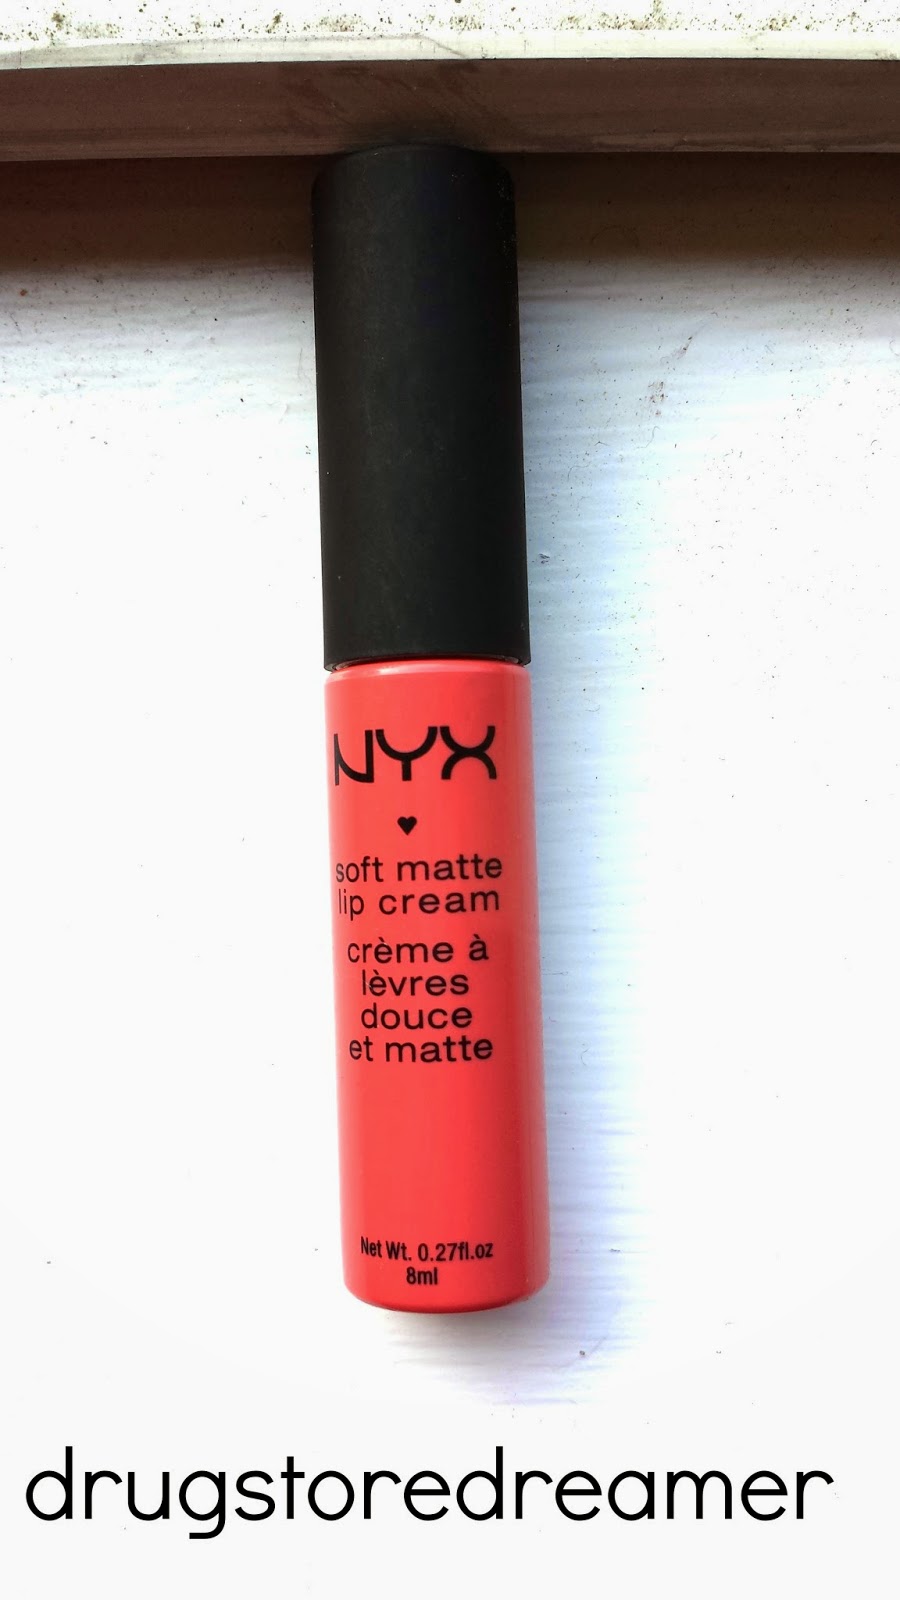 NYX
♥
soft matte
lip cream
crème à
lèvres
douce
et matte
Net Wt. 0.27fl.oz
8ml
drugstoredreamer